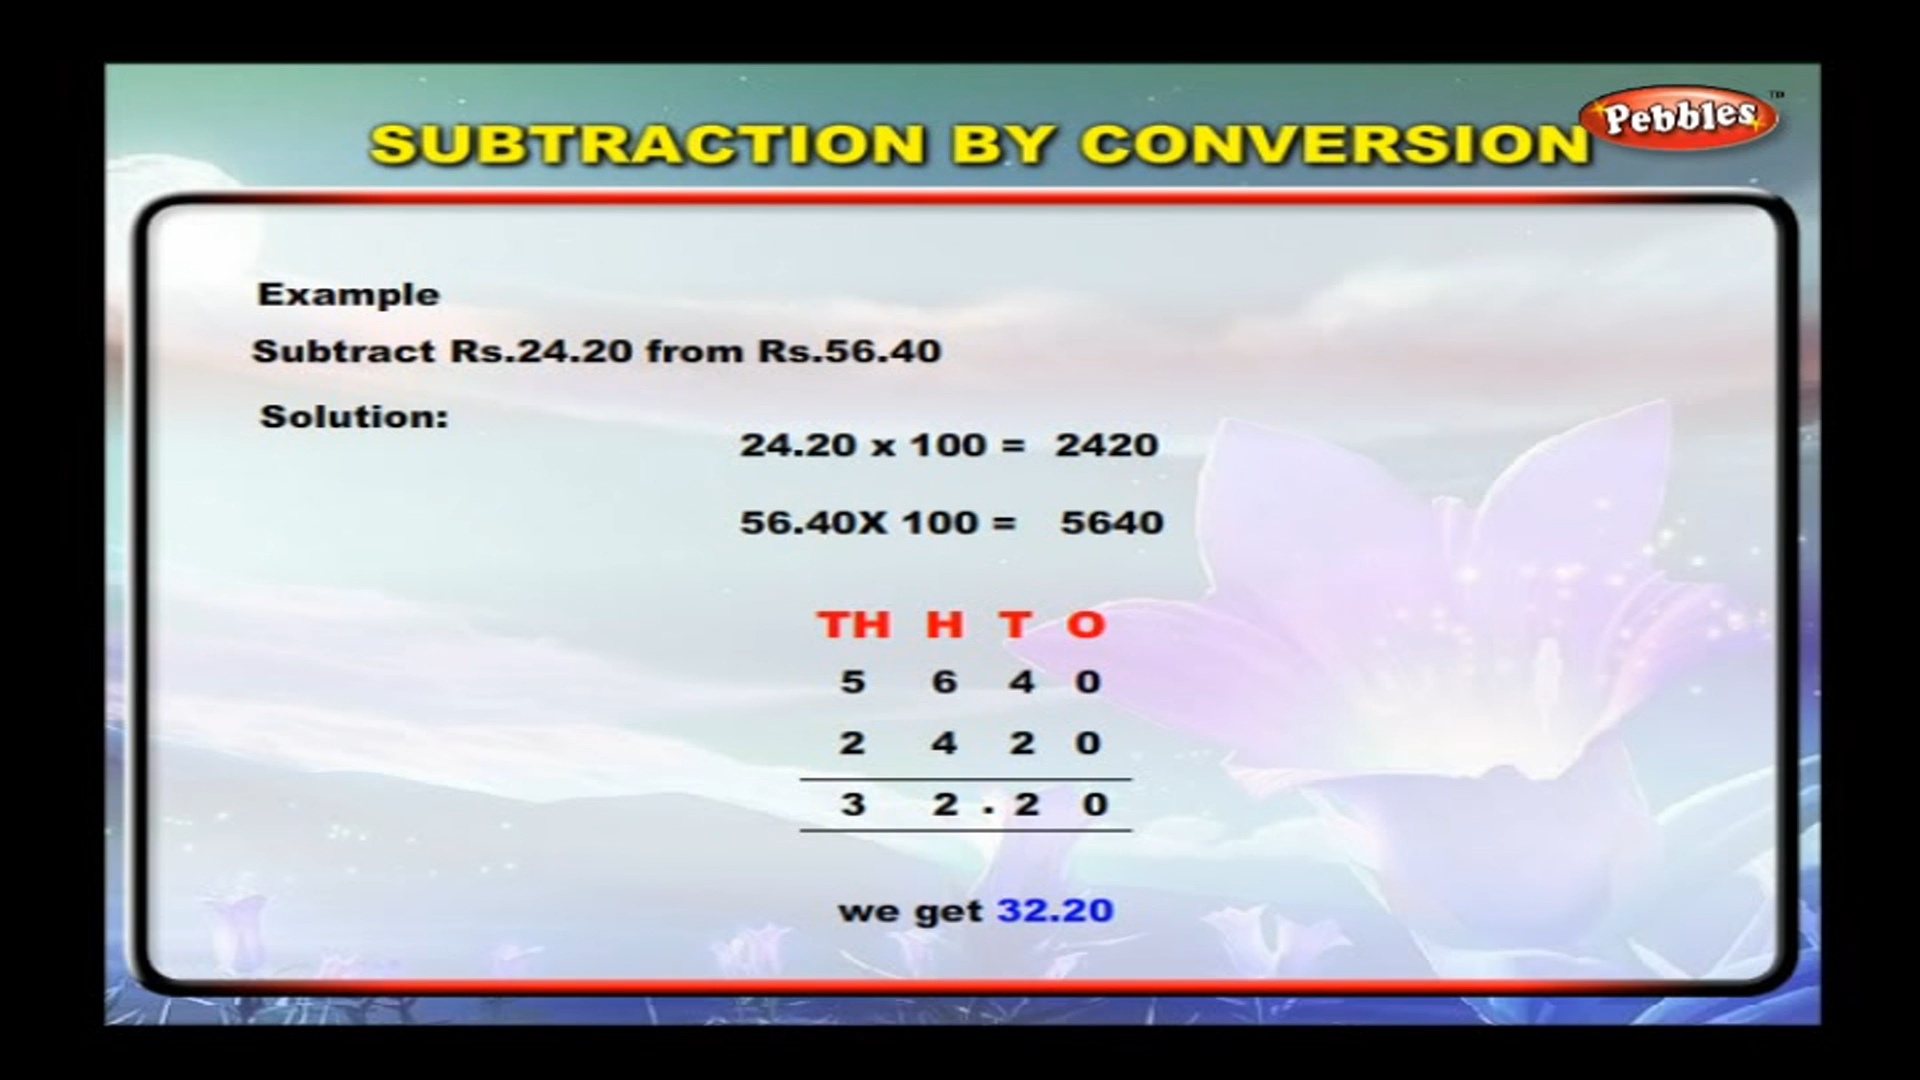 SUBTRACTION BY CONVERSION
Pebbles TM
Example
Subtract Rs.24.20 from Rs.56.40
Solution:
24.20 x 100 = 2420
56.40X 100 = 5640
TH H T O
5 6 4 0
2 4 2 0
3 2 . 2 0
we get 32.20